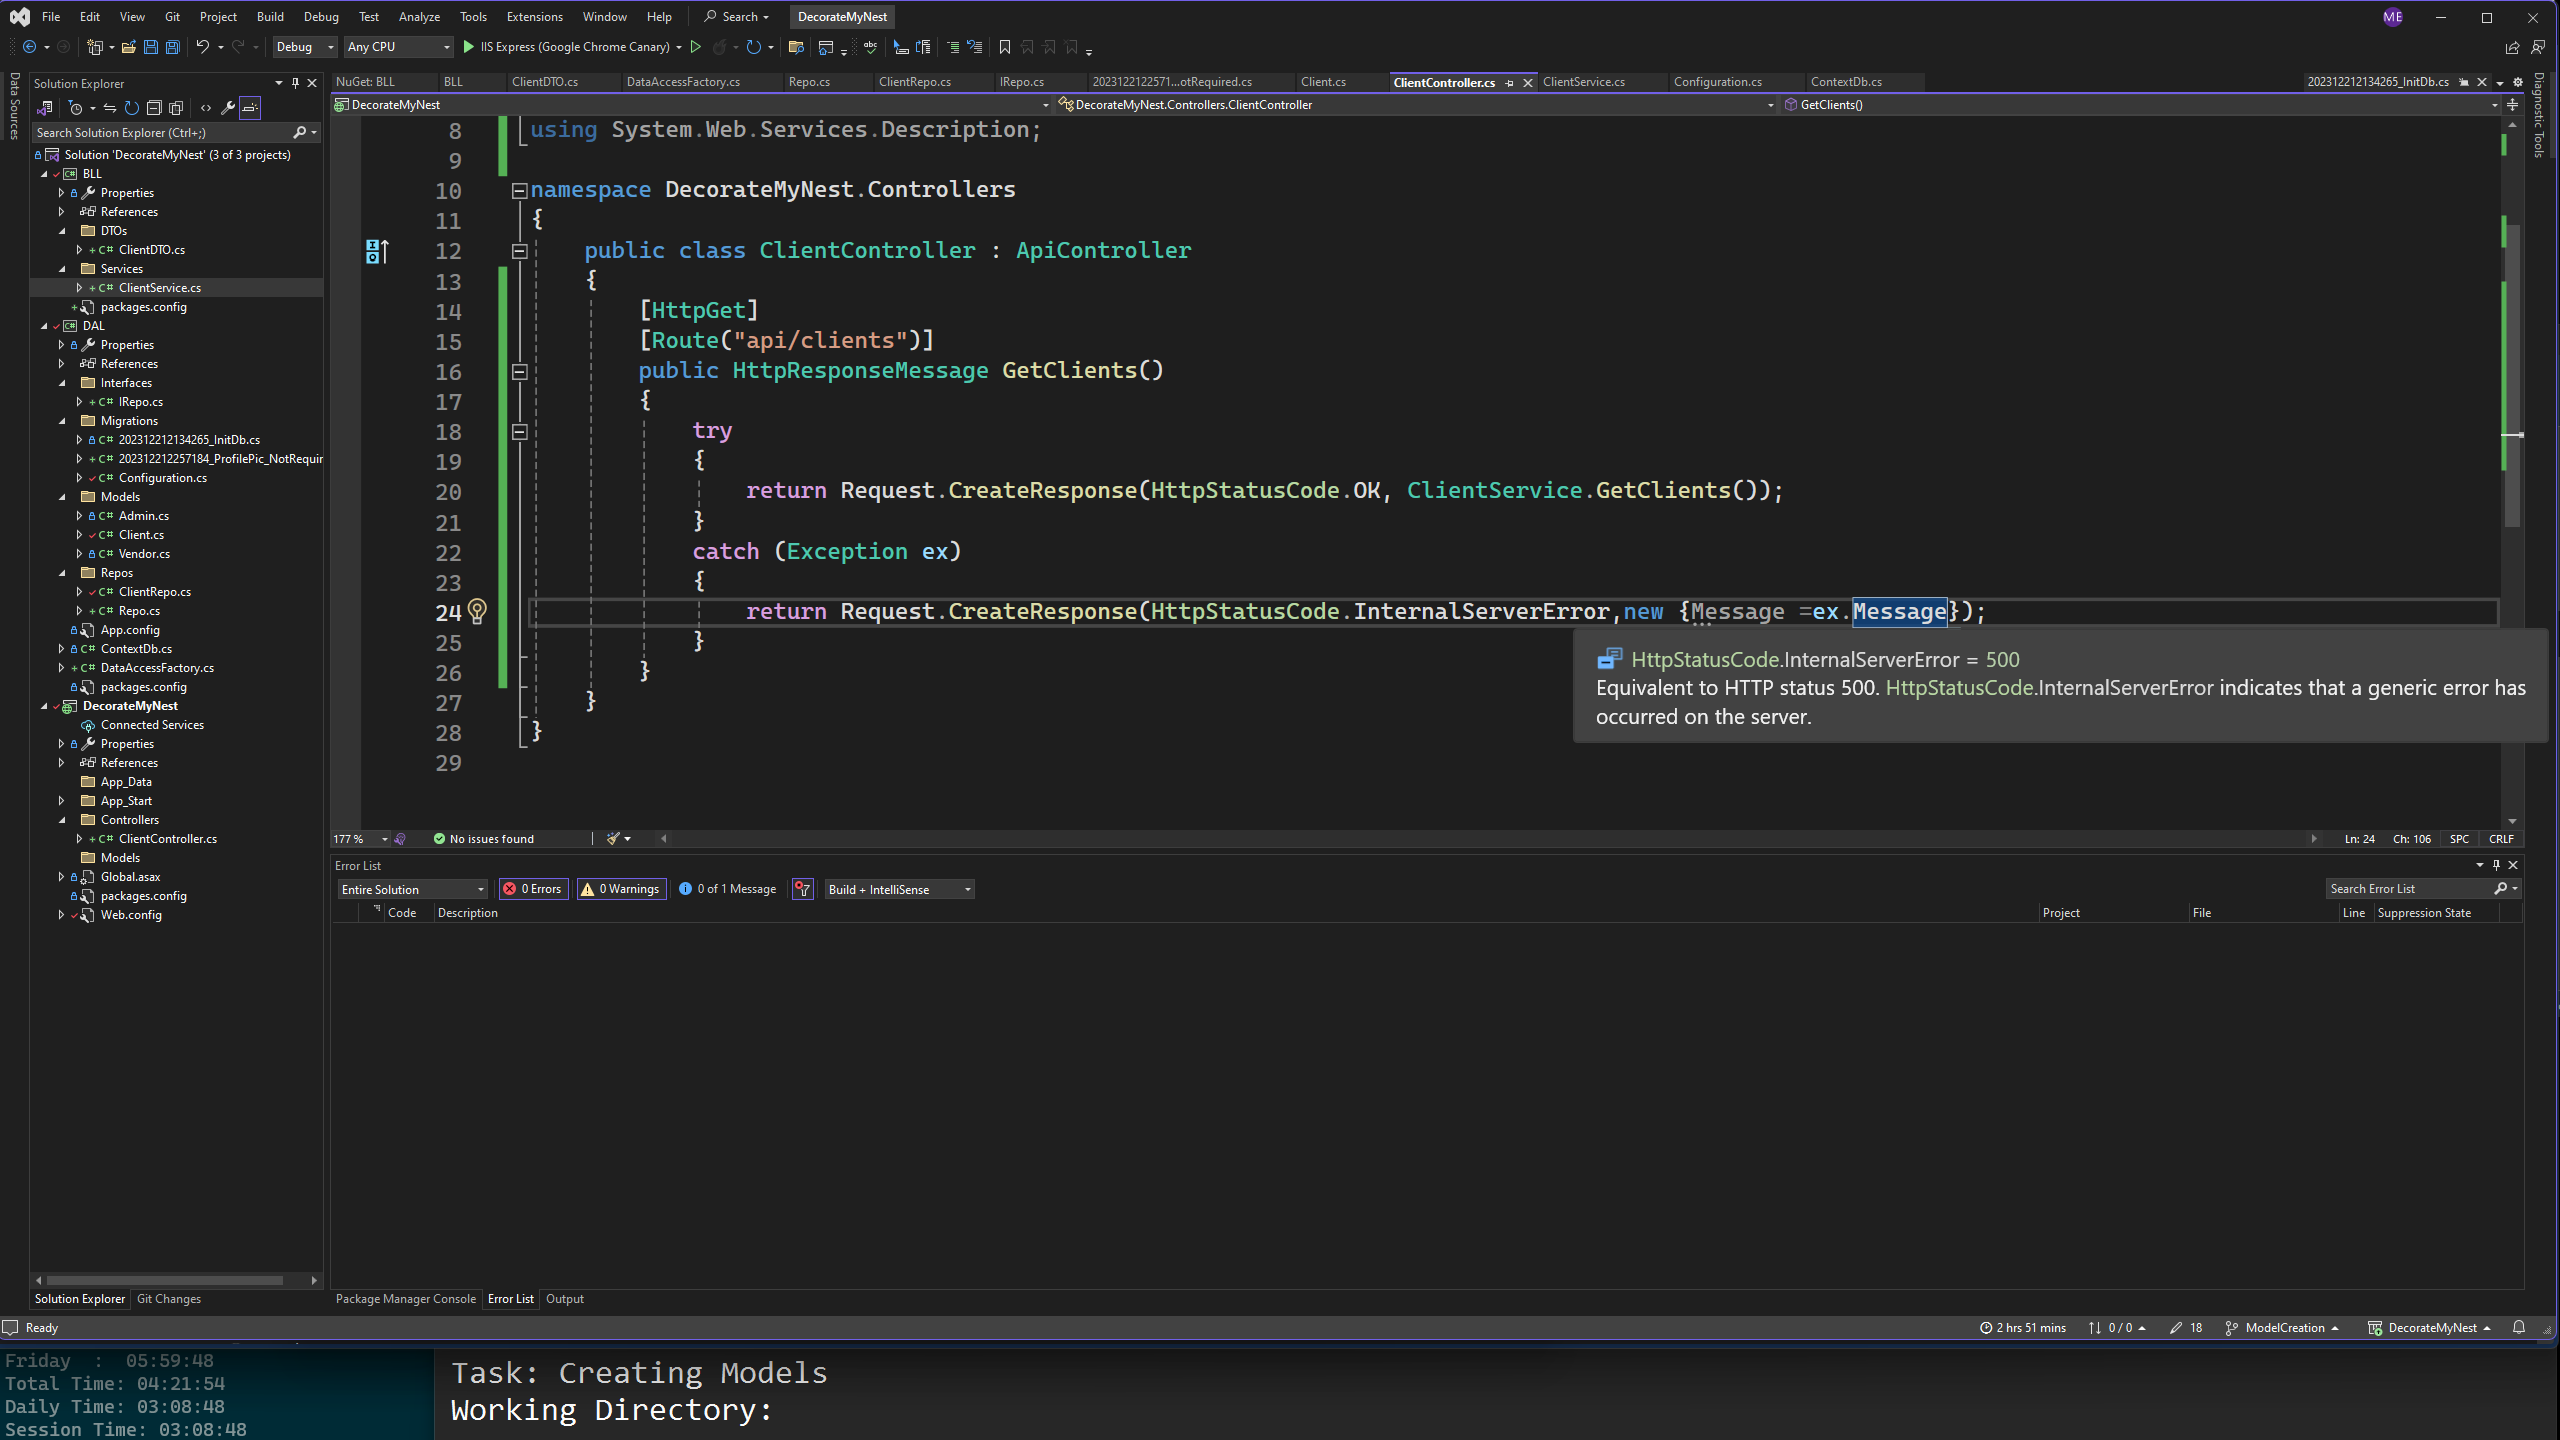 File Edit View Git Project Build Debug Test Analyze Tools Extensions Window Help Search DecorateMyNest ME
Debug Any CPU IIS Express (Google Chrome Canary)
Data Sources
Solution Explorer
Search Solution Explorer (Ctrl+;)
Solution 'DecorateMyNest' (3 of 3 projects)
BLL
Properties
References
DTOs
C# ClientDTO.cs
Services
C# ClientService.cs
packages.config
DAL
Properties
References
Interfaces
C# IRepo.cs
Migrations
C# 202312212134265_InitDb.cs
C# 202312212257184_ProfilePic_NotRequir
C# Configuration.cs
Models
C# Admin.cs
C# Client.cs
C# Vendor.cs
Repos
C# ClientRepo.cs
C# Repo.cs
App.config
C# ContextDb.cs
C# DataAccessFactory.cs
packages.config
DecorateMyNest
Connected Services
Properties
References
App_Data
App_Start
Controllers
C# ClientController.cs
Models
Global.asax
packages.config
Web.config
Solution Explorer Git Changes
NuGet: BLL BLL ClientDTO.cs DataAccessFactory.cs Repo.cs ClientRepo.cs IRepo.cs 2023122122571...otRequired.cs Client.cs ClientController.cs ClientService.cs Configuration.cs ContextDb.cs 202312212134265_InitDb.cs
DecorateMyNest DecorateMyNest.Controllers.ClientController GetClients()
Diagnostic Tools
8 using System.Web.Services.Description;
9
10 namespace DecorateMyNest.Controllers
11 {
12 public class ClientController : ApiController
13 {
14 [HttpGet]
15 [Route("api/clients")]
16 public HttpResponseMessage GetClients()
17 {
18 try
19 {
20 return Request.CreateResponse(HttpStatusCode.OK, ClientService.GetClients());
21 }
22 catch (Exception ex)
23 {
24 return Request.CreateResponse(HttpStatusCode.InternalServerError,new {Message =ex.Message});
25 }
26 }
27 }
28 }
29
HttpStatusCode.InternalServerError = 500
Equivalent to HTTP status 500. HttpStatusCode.InternalServerError indicates that a generic error has
occurred on the server.
177 % No issues found Ln: 24 Ch: 106 SPC CRLF
Error List
Entire Solution 0 Errors 0 Warnings 0 of 1 Message Build + IntelliSense Search Error List
Code Description Project File Line Suppression State
Package Manager Console Error List Output
Ready 2 hrs 51 mins 0 / 0 18 ModelCreation DecorateMyNest
Friday : 05:59:48
Total Time: 04:21:54
Daily Time: 03:08:48
Session Time: 03:08:48
Task: Creating Models
Working Directory: